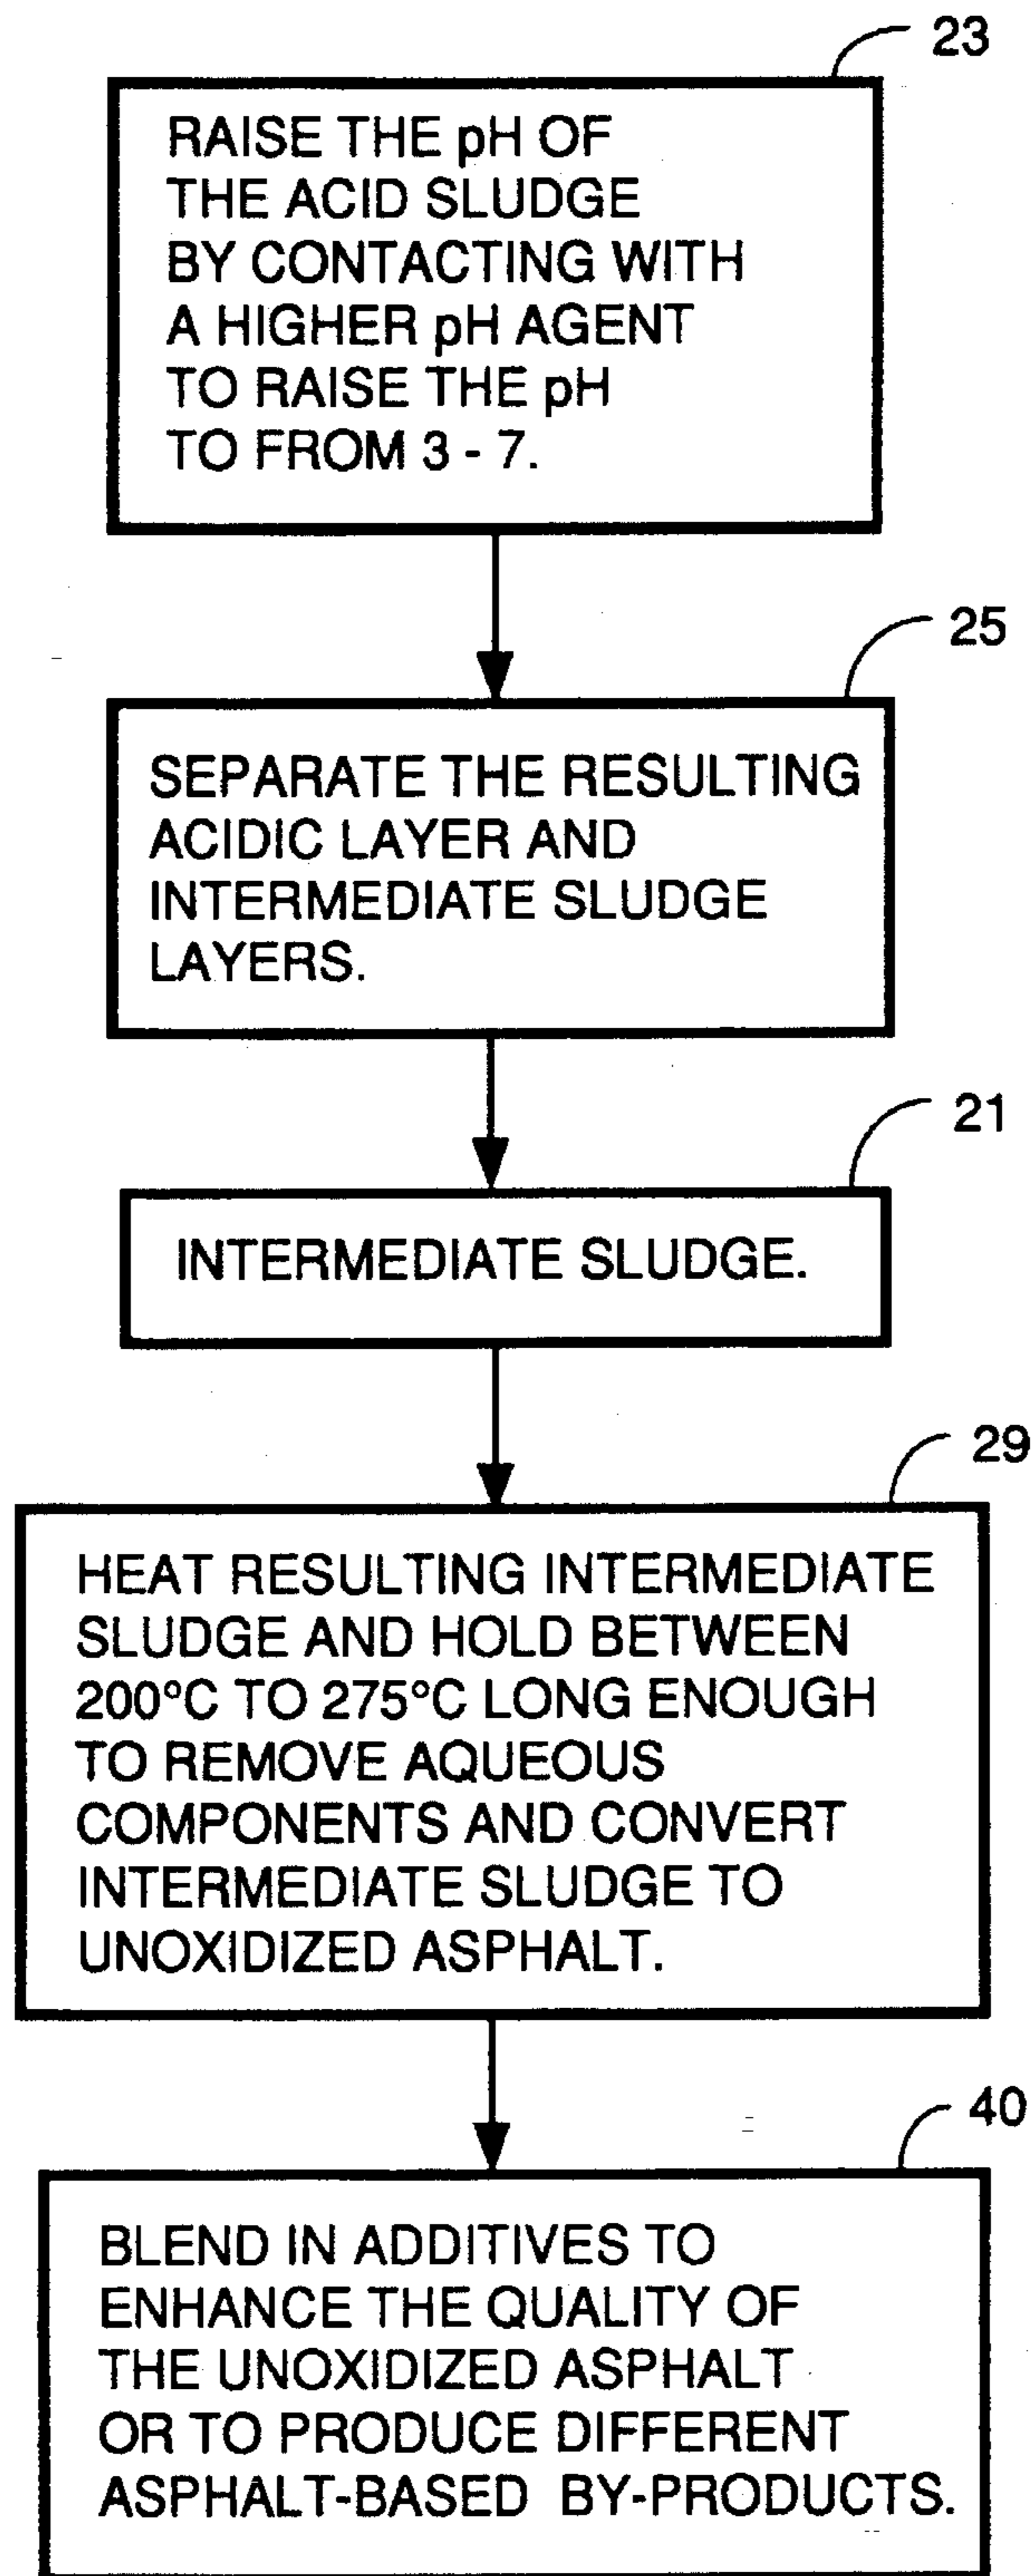 23
RAISE THE pH OF
THE ACID SLUDGE
BY CONTACTING WITH
A HIGHER pH AGENT
TO RAISE THE pH
TO FROM 3 - 7.
25
SEPARATE THE RESULTING
ACIDIC LAYER AND
INTERMEDIATE SLUDGE
LAYERS.
21
INTERMEDIATE SLUDGE.
29
HEAT RESULTING INTERMEDIATE
SLUDGE AND HOLD BETWEEN
200°C TO 275°C LONG ENOUGH
TO REMOVE AQUEOUS
COMPONENTS AND CONVERT
INTERMEDIATE SLUDGE TO
UNOXIDIZED ASPHALT.
40
BLEND IN ADDITIVES TO
ENHANCE THE QUALITY OF
THE UNOXIDIZED ASPHALT
OR TO PRODUCE DIFFERENT
ASPHALT-BASED BY-PRODUCTS.